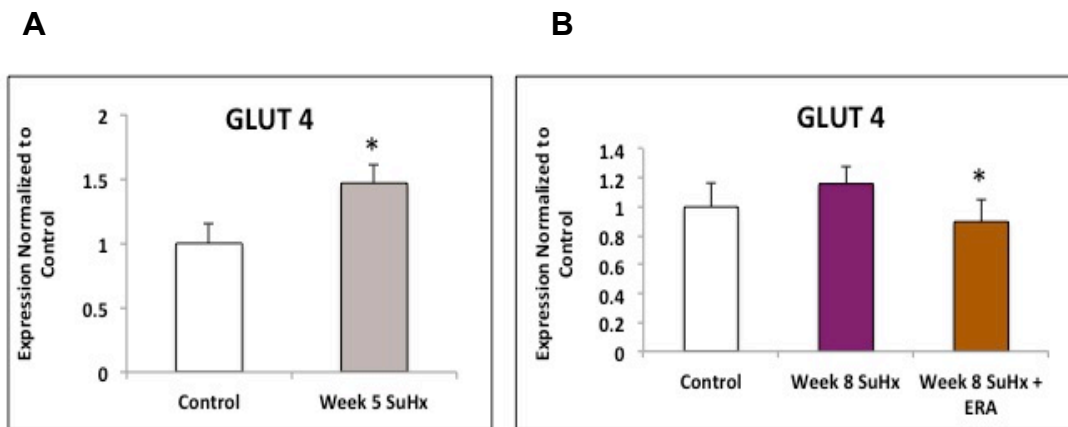 A
B
GLUT 4
Expression Normalized to
Control
2
1.5
1
0.5
0
*
Control
Week 5 SuHx
GLUT 4
Expression Normalized to
Control
1.4
1.2
1
0.8
0.6
0.4
0.2
0
*
Control
Week 8 SuHx
Week 8 SuHx +
ERA